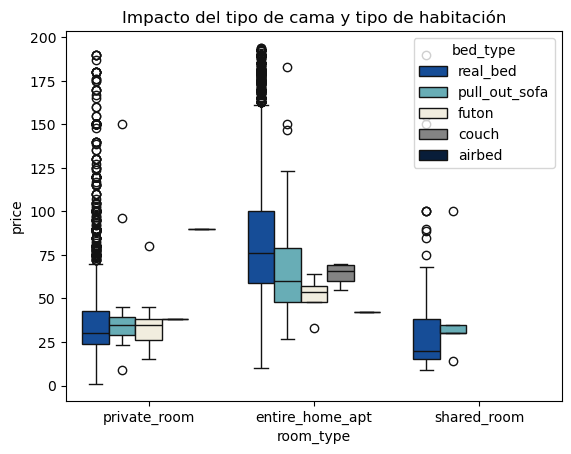 Impacto del tipo de cama y tipo de habitación
200
175
150
125
100
75
50
25
0
price
bed_type
real_bed
pull_out_sofa
futon
couch
airbed
private_room
entire_home_apt
shared_room
room_type